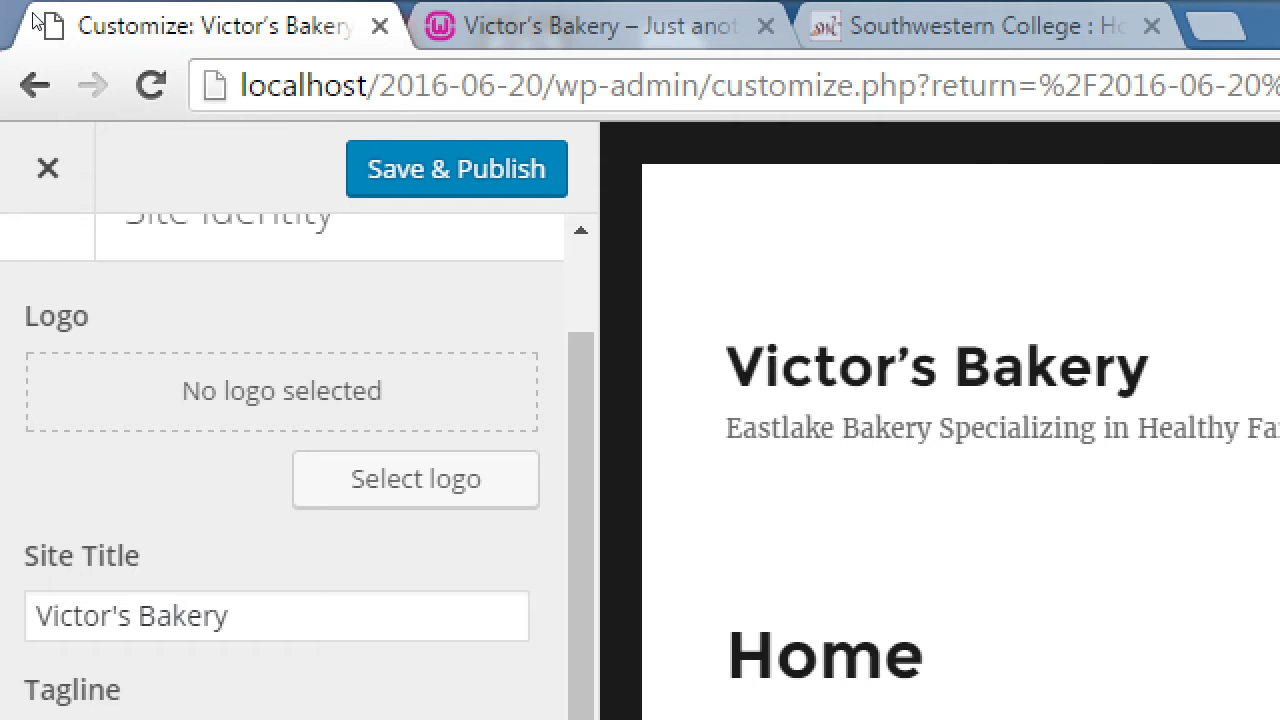 Customize: Victor's Bakery
Victor's Bakery – Just anot
Southwestern College : Ho
localhost/2016-06-20/wp-admin/customize.php?return=%2F2016-06-20%
Save & Publish
Site Identity
Logo
No logo selected
Select logo
Site Title
Victor's Bakery
Tagline
Victor’s Bakery
Eastlake Bakery Specializing in Healthy Fa
Home